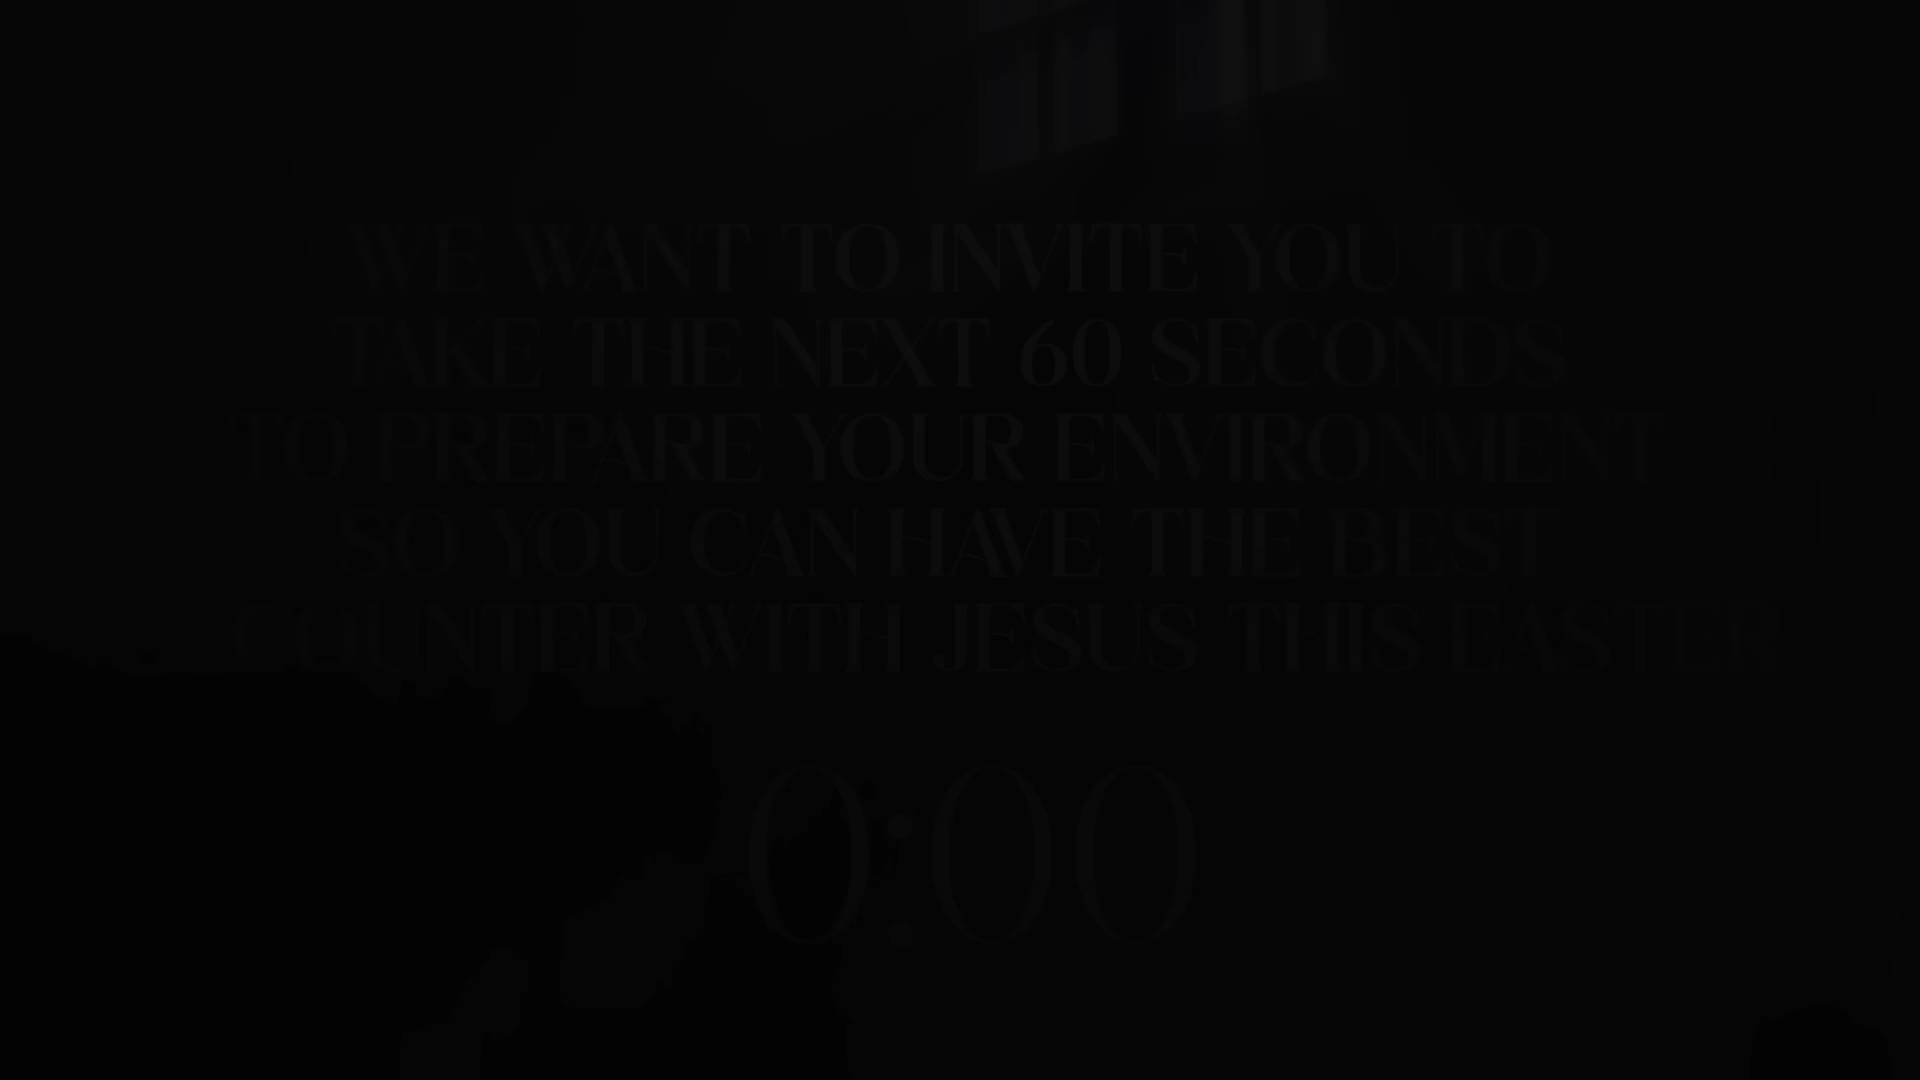 WE WANT TO INVITE YOU TO
TAKE THE NEXT 60 SECONDS
TO PREPARE YOUR ENVIRONMENT
SO YOU CAN HAVE THE BEST
ENCOUNTER WITH JESUS THIS EASTER.
0:00